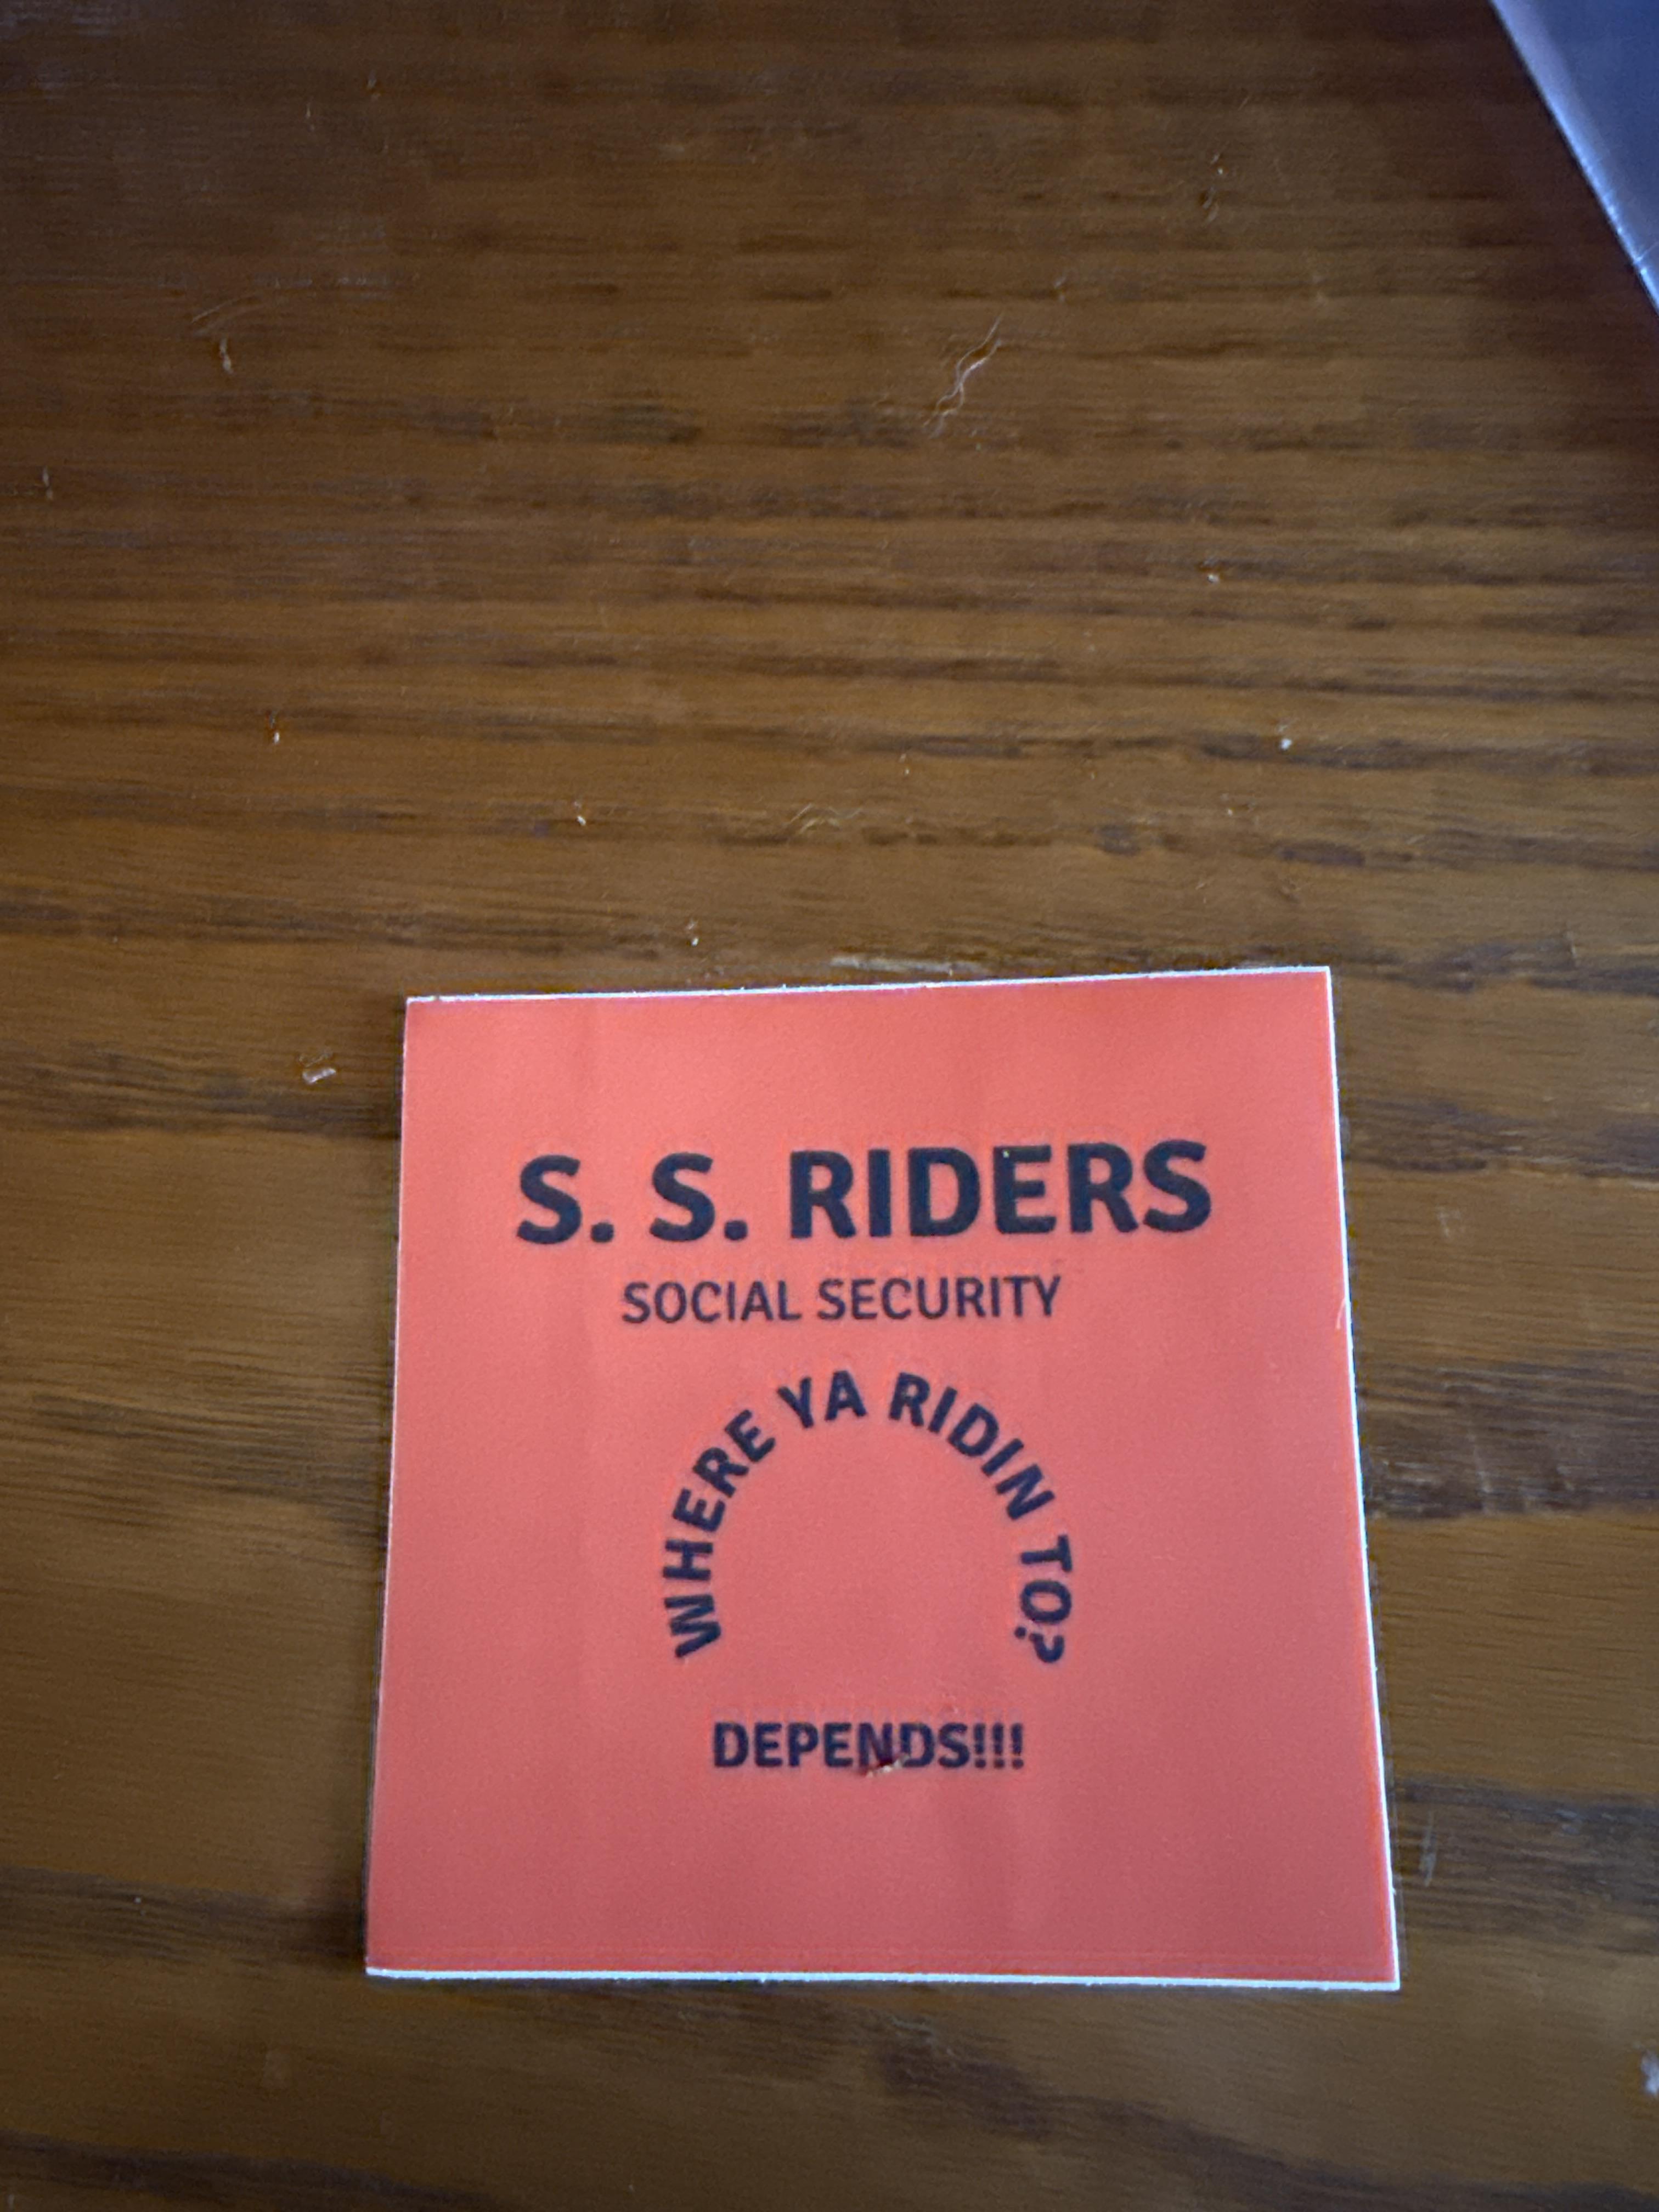 S. S. RIDERS
SOCIAL SECURITY
WHERE YA RIDIN TO?
DEPENDS!!!